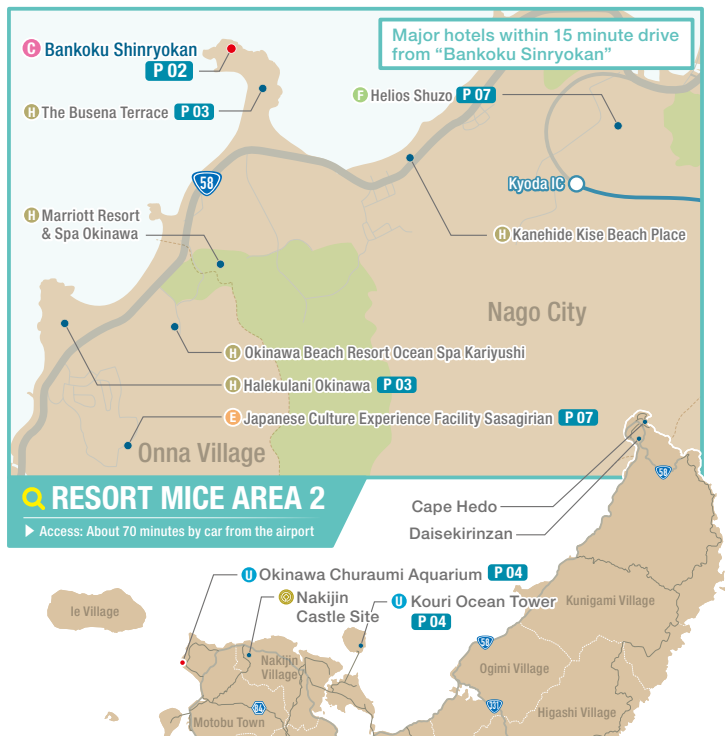 Major hotels within 15 minute drive
from “Bankoku Sinryokan”
C Bankoku Shinryokan
P 02
H The Busena Terrace P 03
F Helios Shuzo P 07
58
Kyoda IC
H Marriott Resort
& Spa Okinawa
H Kanehide Kise Beach Place
Nago City
H Okinawa Beach Resort Ocean Spa Kariyushi
H Halekulani Okinawa P 03
E Japanese Culture Experience Facility Sasagirian P 07
Onna Village
RESORT MICE AREA 2
Access: About 70 minutes by car from the airport
58
Cape Hedo
Daisekirinzan
U Okinawa Churaumi Aquarium P 04
Nakijin
Castle Site
U Kouri Ocean Tower
P 04
Ie Village
Kunigami Village
58
Nakijin
Village
Ogimi Village
84
331
Motobu Town
Higashi Village